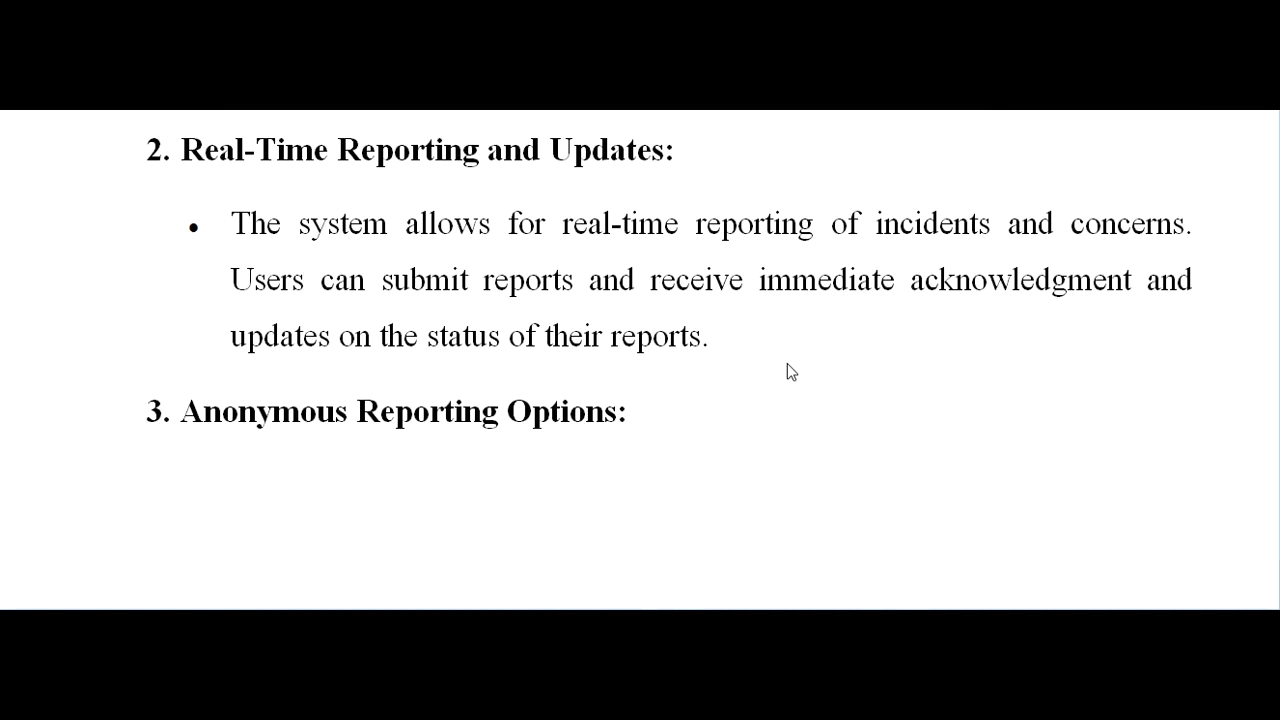 2. Real-Time Reporting and Updates:
• The system allows for real-time reporting of incidents and concerns.
Users can submit reports and receive immediate acknowledgment and
updates on the status of their reports.
3. Anonymous Reporting Options: